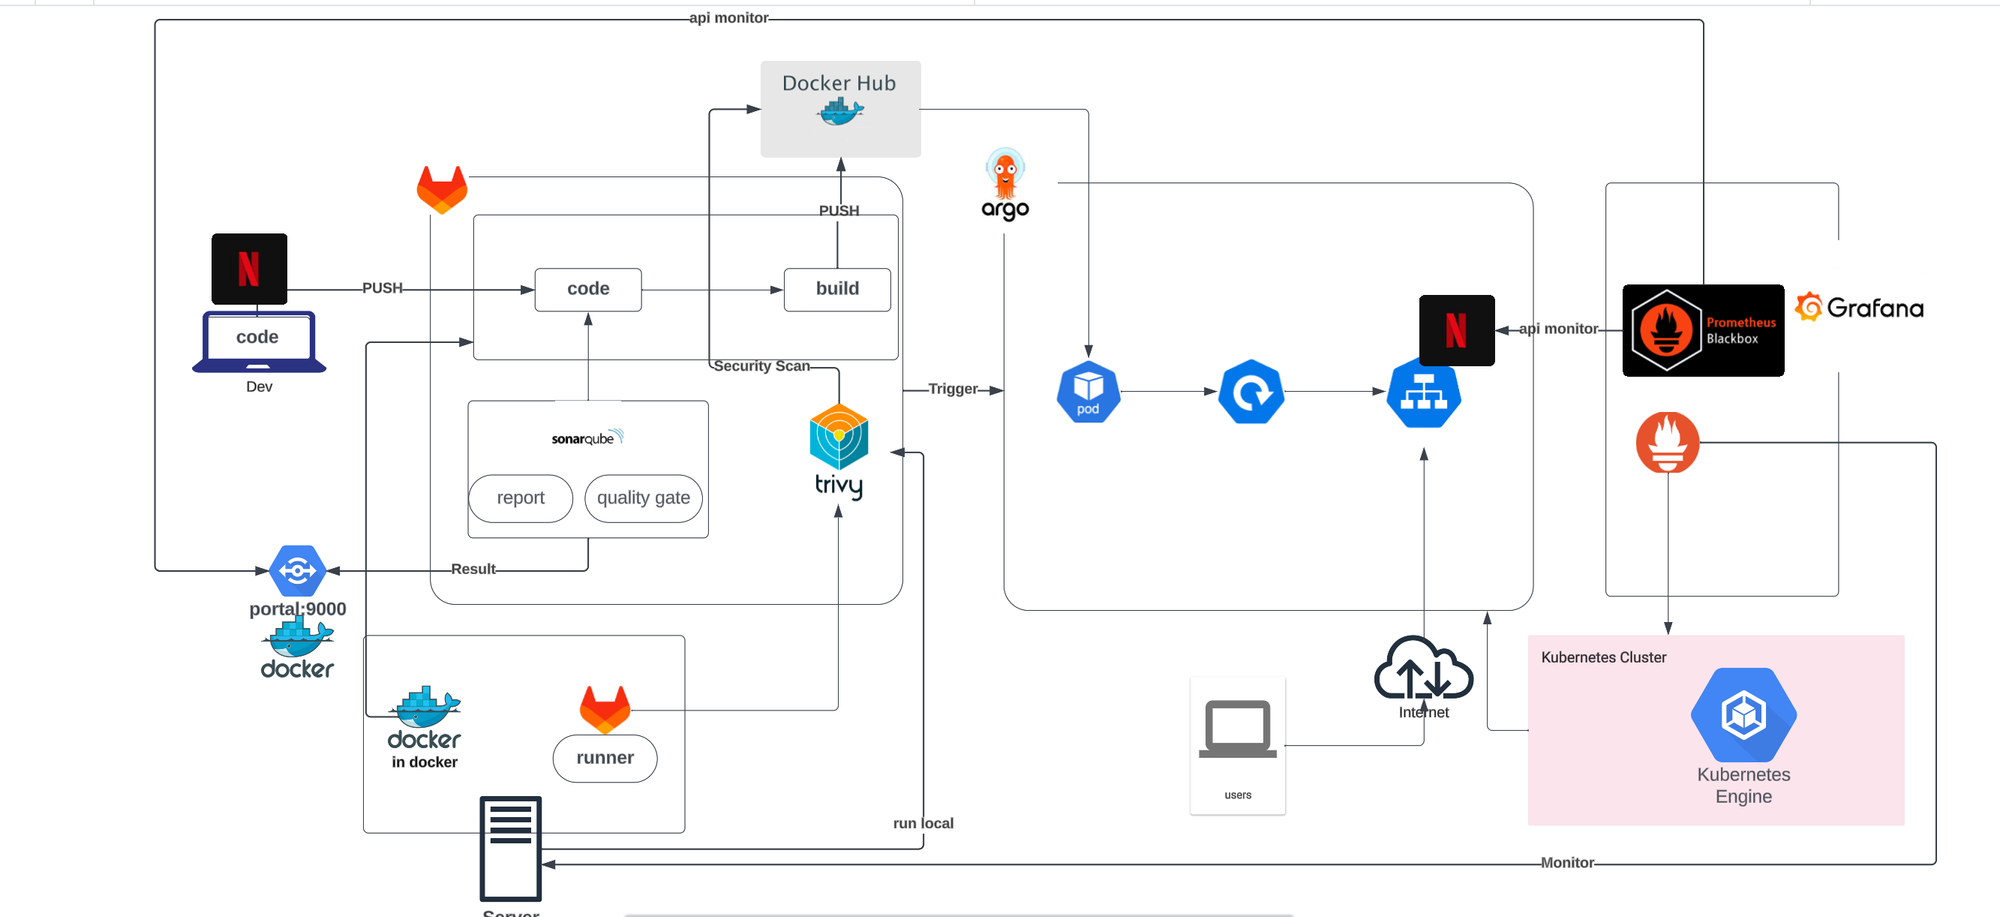 api monitor
Docker Hub
argo
PUSH
PUSH
code
build
code
Dev
Security Scan
Trigger
pod
api monitor
Prometheus
Blackbox
Grafana
sonarqube
report
quality gate
trivy
Result
portal:9000
docker
docker
in docker
runner
run local
Server
users
Internet
Kubernetes Cluster
Kubernetes
Engine
Monitor